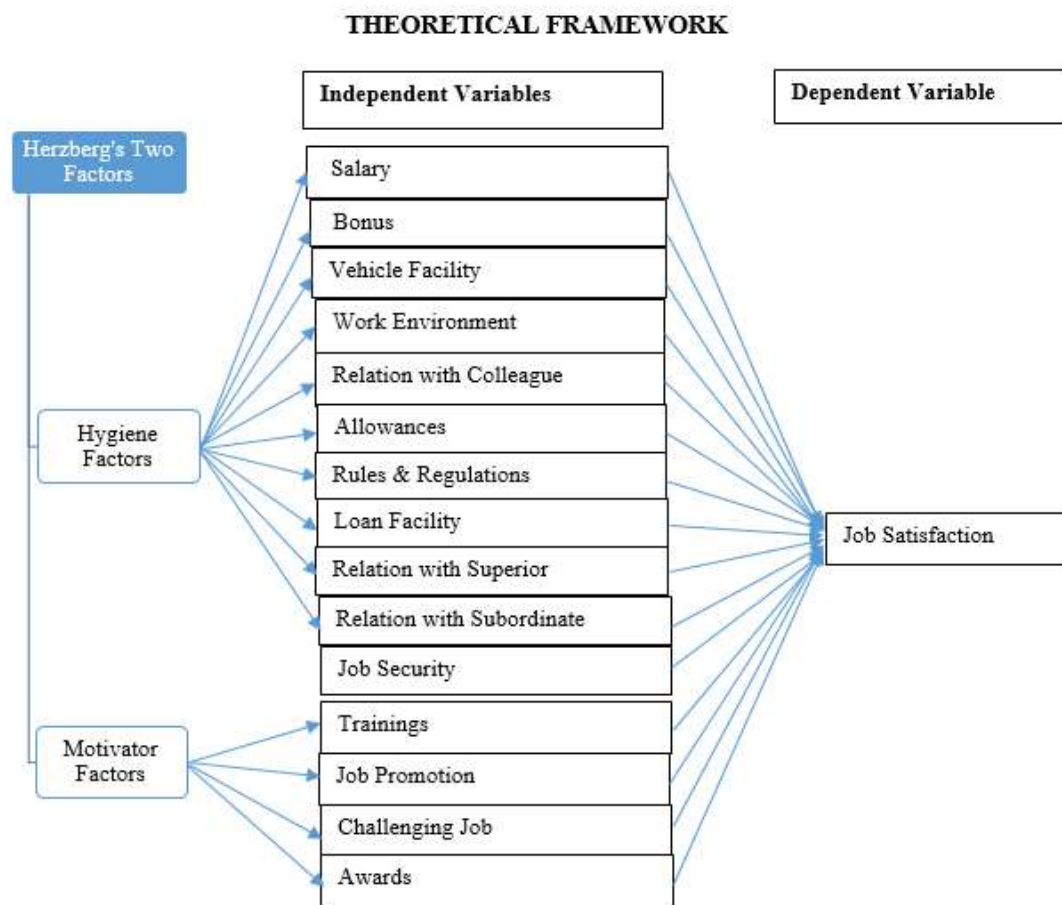 THEORETICAL FRAMEWORK
Independent Variables
Dependent Variable
Herzberg's Two
Factors
Salary
Bonus
Vehicle Facility
Work Environment
Relation with Colleague
Hygiene
Factors
Allowances
Rules & Regulations
Loan Facility
Job Satisfaction
Relation with Superior
Relation with Subordinate
Job Security
Motivator
Factors
Trainings
Job Promotion
Challenging Job
Awards